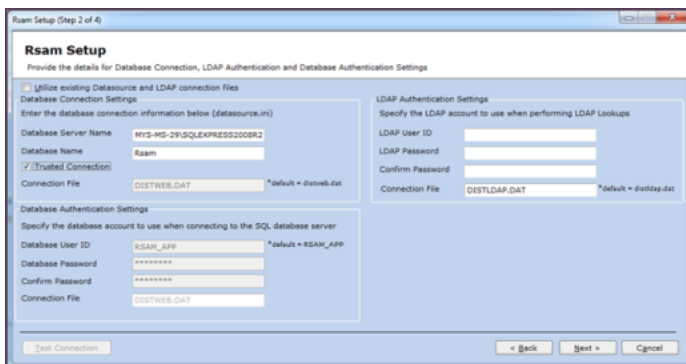 Rsam Setup (Step 2 of 4)
Rsam Setup
Provide the details for Database Connection, LDAP Authentication and Database Authentication Settings
Utilize existing Datasource and LDAP connection files
Database Connection Settings
Enter the database connection information below (datasource.ini)
Database Server Name MYS-MS-29\SQLEXPRESS2008R2
Database Name Rsam
Trusted Connection
Connection File DISTWEB.DAT *default = distweb.dat
Database Authentication Settings
Specify the database account to use when connecting to the SQL database server
Database User ID RSAM_APP *default = RSAM_APP
Database Password ********
Confirm Password ********
Connection File DISTWEB.DAT
LDAP Authentication Settings
Specify the LDAP account to use when performing LDAP Lookups
LDAP User ID
LDAP Password
Confirm Password
Connection File DISTLDAP.DAT *default = distldap.dat
Test Connection
< Back Next > Cancel